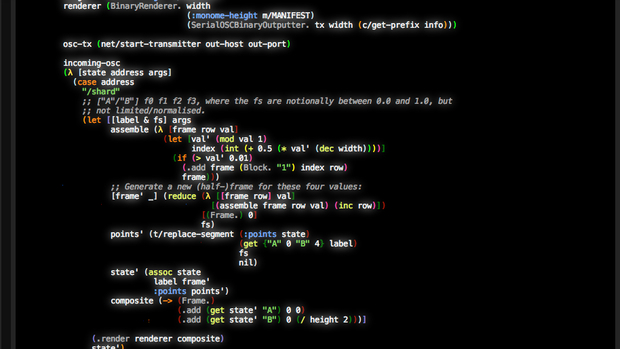 renderer (BinaryRenderer. width
(:monome-height m/MANIFEST)
(SerialOSCBinaryOutputter. tx width (c/get-prefix info)))
osc-tx (net/start-transmitter out-host out-port)
incoming-osc
(λ [state address args]
(case address
"/shard"
;; ["A"/"B"] f0 f1 f2 f3, where the fs are notionally between 0.0 and 1.0, but
;; not limited/normalised.
(let [[label & fs] args
assemble (λ [frame row val]
(let [val' (mod val 1)
index (int (+ 0.5 (* val' (dec width))))]
(if (> val' 0.01)
(.add frame (Block. "1") index row)
frame)))
;; Generate a new (half-)frame for these four values:
[frame' _] (reduce (λ [[frame row] val]
[(assemble frame row val) (inc row)])
[(Frame.) 0]
fs)
points' (t/replace-segment (:points state)
(get {"A" 0 "B" 4} label)
fs
nil)
state' (assoc state
label frame'
:points points')
composite (-> (Frame.)
(.add (get state' "A") 0 0)
(.add (get state' "B") 0 (/ height 2)))]
(.render renderer composite)
state')